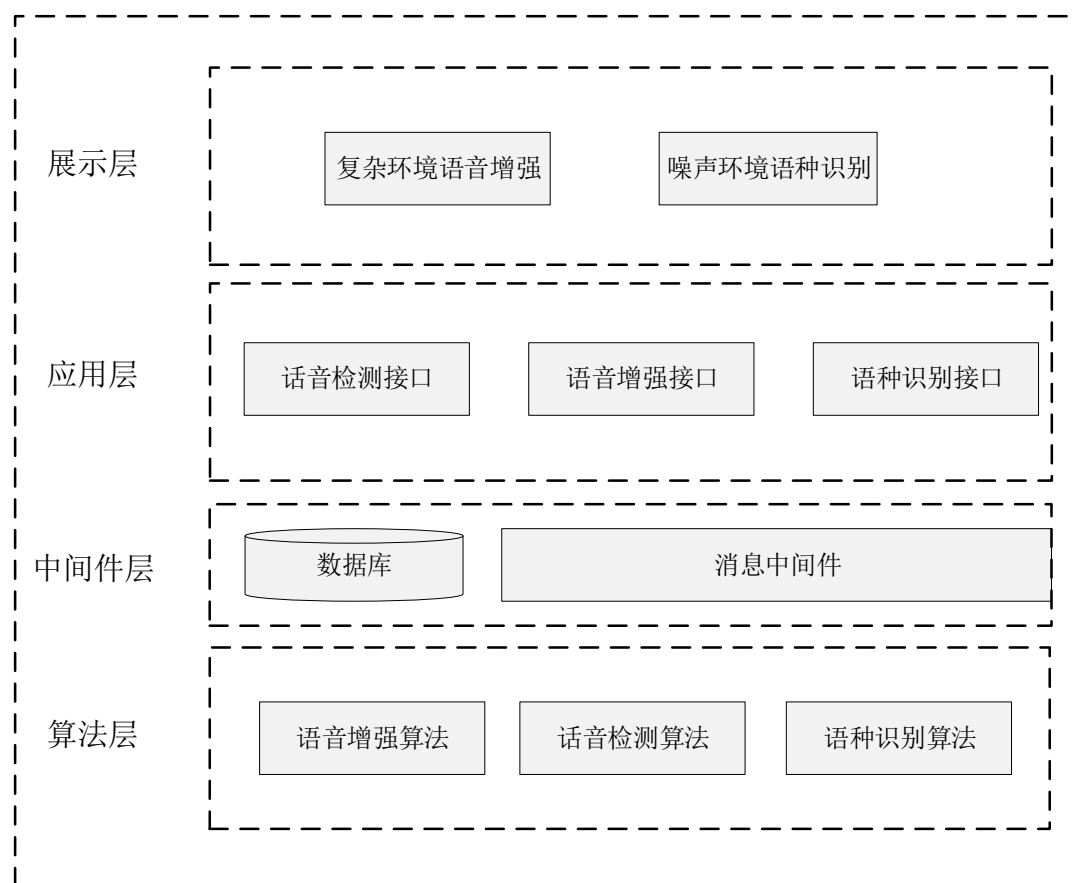 展示层
复杂环境语音增强
噪声环境语种识别
应用层
话音检测接口
语音增强接口
语种识别接口
中间件层
数据库
消息中间件
算法层
语音增强算法
话音检测算法
语种识别算法